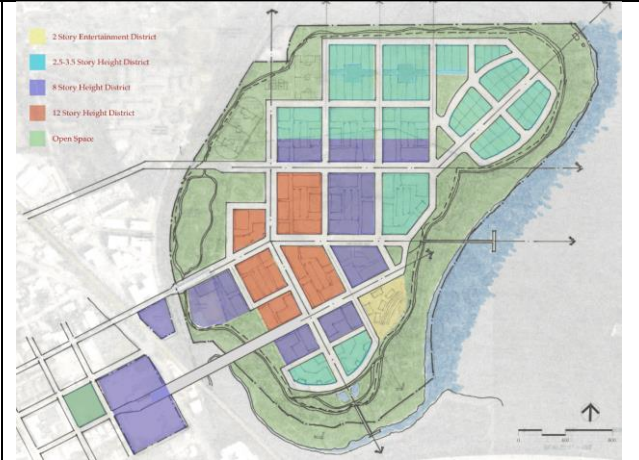 2 Story Entertainment District
2.5-3.5 Story Height District
8 Story Height District
12 Story Height District
Open Space
0